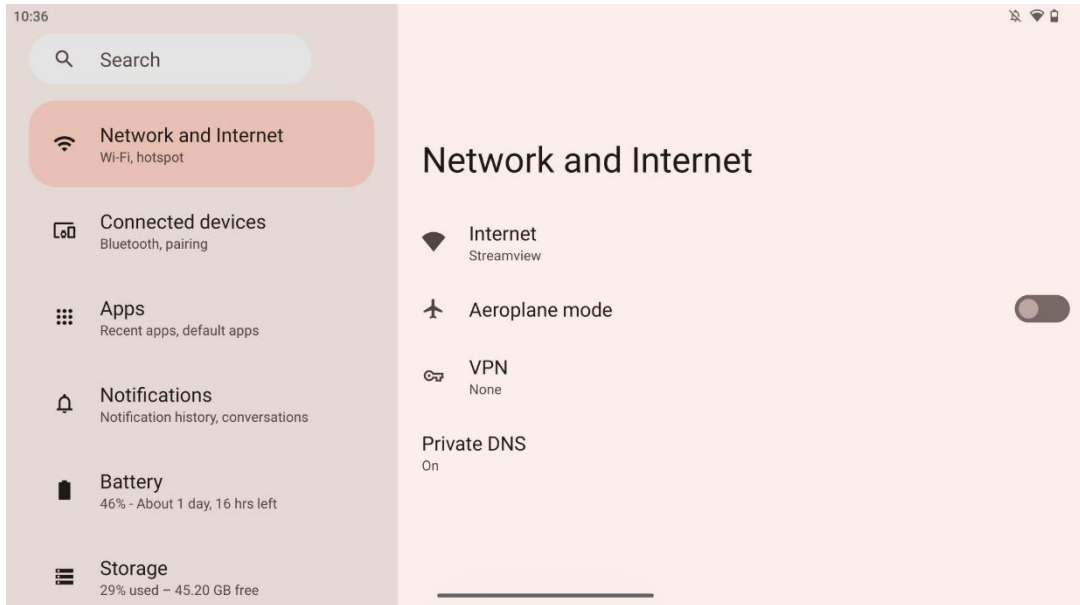 10:36
Search
Network and Internet
Wi-Fi, hotspot
Connected devices
Bluetooth, pairing
Apps
Recent apps, default apps
Notifications
Notification history, conversations
Battery
46% - About 1 day, 16 hrs left
Storage
29% used – 45.20 GB free
Network and Internet
Internet
Streamview
Aeroplane mode
VPN
None
Private DNS
On